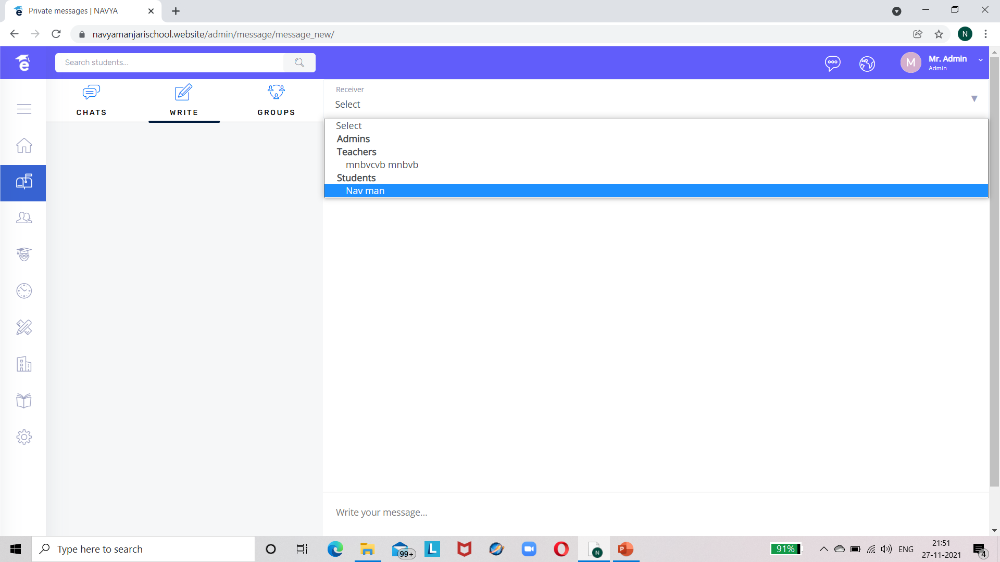 Private messages | NAVYA
navyamanjarischool.website/admin/message/message_new/
N
e
Search students...
M
Mr. Admin
Admin
CHATS
WRITE
GROUPS
Receiver
Select
Select
Admins
Teachers
mnbvcvb mnbvb
Students
Nav man
Write your message...
Type here to search
99+
L
N
P
91%
ENG
21:51
27-11-2021
4